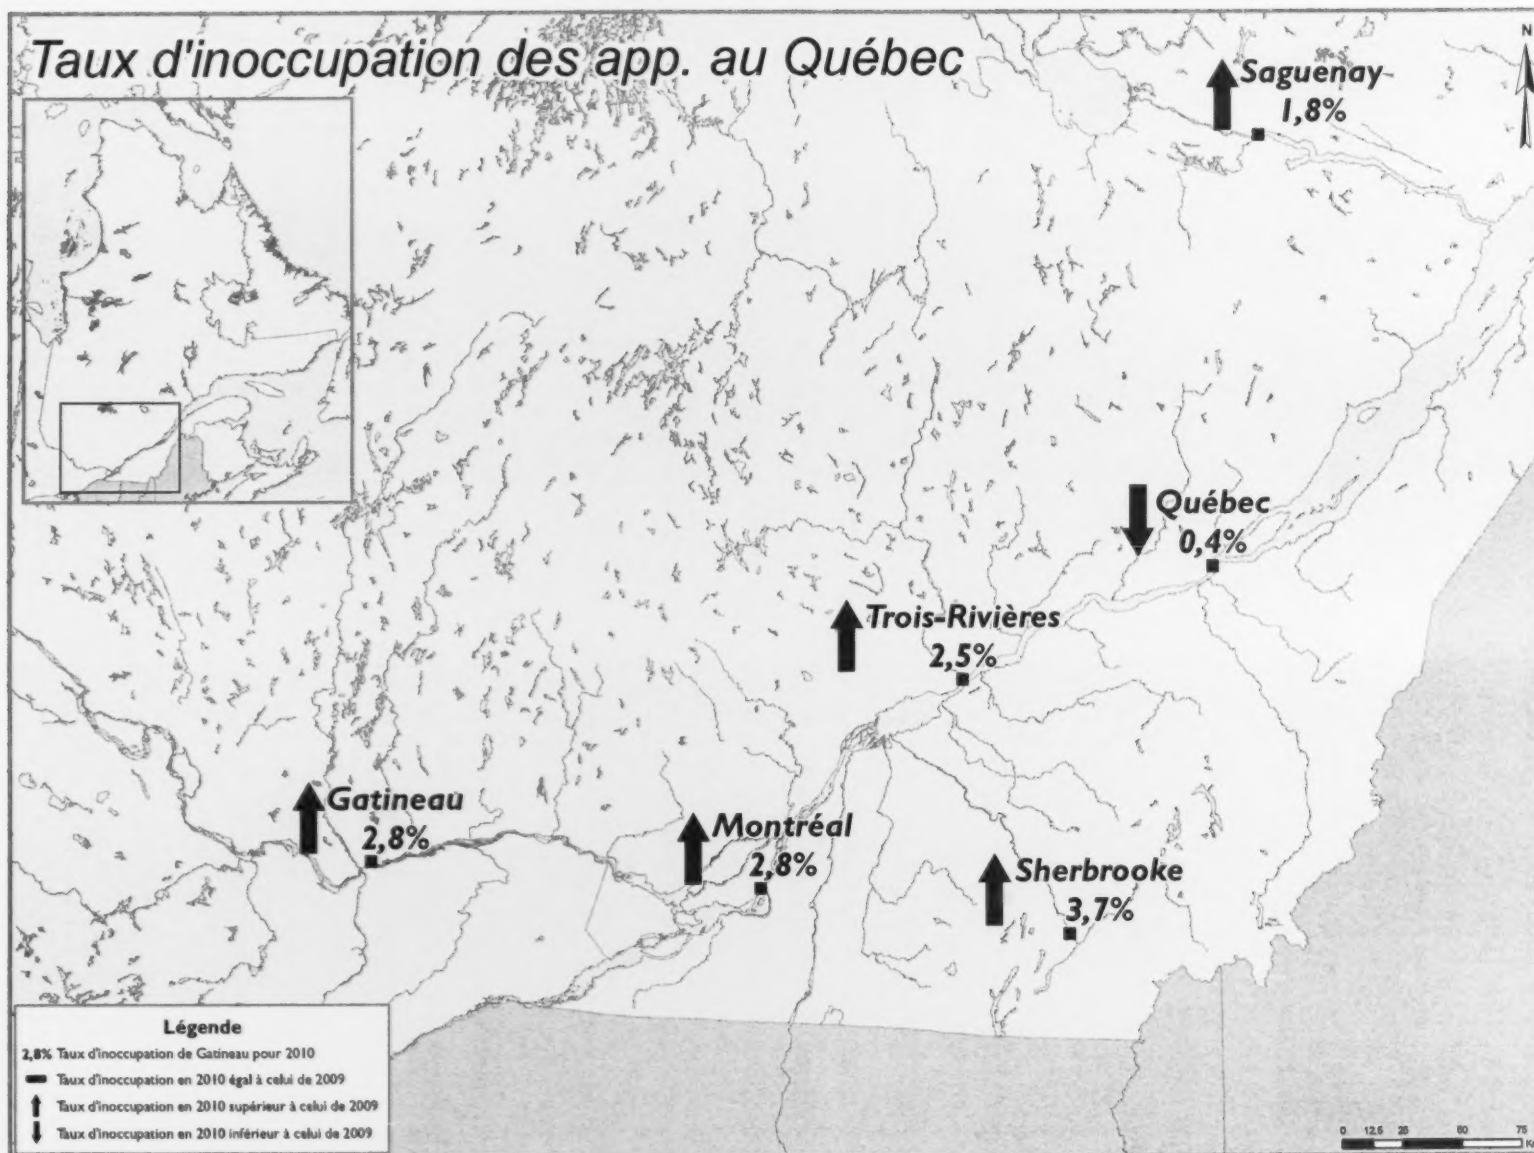 Taux d'inoccupation des app. au Québec
N
Saguenay
1,8%
Québec
0,4%
Trois-Rivières
2,5%
Gatineau
2,8%
Montréal
2,8%
Sherbrooke
3,7%
Légende
2,8% Taux d'inoccupation de Gatineau pour 2010
Taux d'inoccupation en 2010 égal à celui de 2009
Taux d'inoccupation en 2010 supérieur à celui de 2009
Taux d'inoccupation en 2010 inférieur à celui de 2009
0 12,5 25 50 75